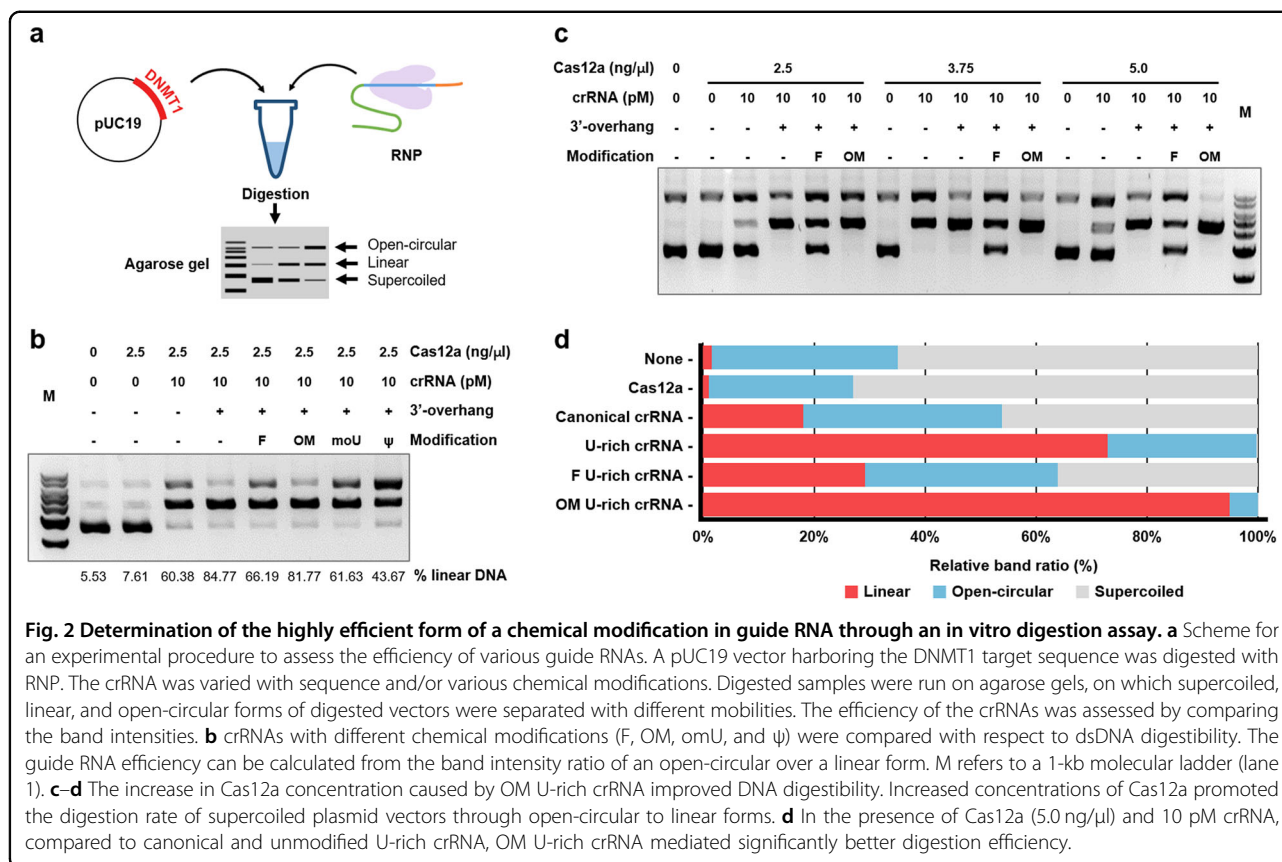 a
DNMT1
pUC19
RNP
Digestion
Agarose gel
Open-circular
Linear
Supercoiled
b
0 2.5 2.5 2.5 2.5 2.5 2.5 2.5 Cas12a (ng/μl)
0 0 10 10 10 10 10 10 crRNA (pM)
M
- - - + + + + + 3'-overhang
- - - - F OM moU ψ Modification
5.53 7.61 60.38 84.77 66.19 81.77 61.63 43.67 % linear DNA
c
Cas12a (ng/μl) 0 2.5 3.75 5.0
crRNA (pM) 0 0 10 10 10 10 0 10 10 10 10 0 10 10 10 10
M
3'-overhang - - - + + + - - + + + - - + + +
Modification - - - - F OM - - - F OM - - - F OM
d
None -
Cas12a -
Canonical crRNA -
U-rich crRNA -
F U-rich crRNA -
OM U-rich crRNA -
0% 20% 40% 60% 80% 100%
Relative band ratio (%)
Linear Open-circular Supercoiled
Fig. 2 Determination of the highly efficient form of a chemical modification in guide RNA through an in vitro digestion assay. a Scheme for
an experimental procedure to assess the efficiency of various guide RNAs. A pUC19 vector harboring the DNMT1 target sequence was digested with
RNP. The crRNA was varied with sequence and/or various chemical modifications. Digested samples were run on agarose gels, on which supercoiled,
linear, and open-circular forms of digested vectors were separated with different mobilities. The efficiency of the crRNAs was assessed by comparing
the band intensities. b crRNAs with different chemical modifications (F, OM, omU, and ψ) were compared with respect to dsDNA digestibility. The
guide RNA efficiency can be calculated from the band intensity ratio of an open-circular over a linear form. M refers to a 1-kb molecular ladder (lane
1). c–d The increase in Cas12a concentration caused by OM U-rich crRNA improved DNA digestibility. Increased concentrations of Cas12a promoted
the digestion rate of supercoiled plasmid vectors through open-circular to linear forms. d In the presence of Cas12a (5.0 ng/μl) and 10 pM crRNA,
compared to canonical and unmodified U-rich crRNA, OM U-rich crRNA mediated significantly better digestion efficiency.